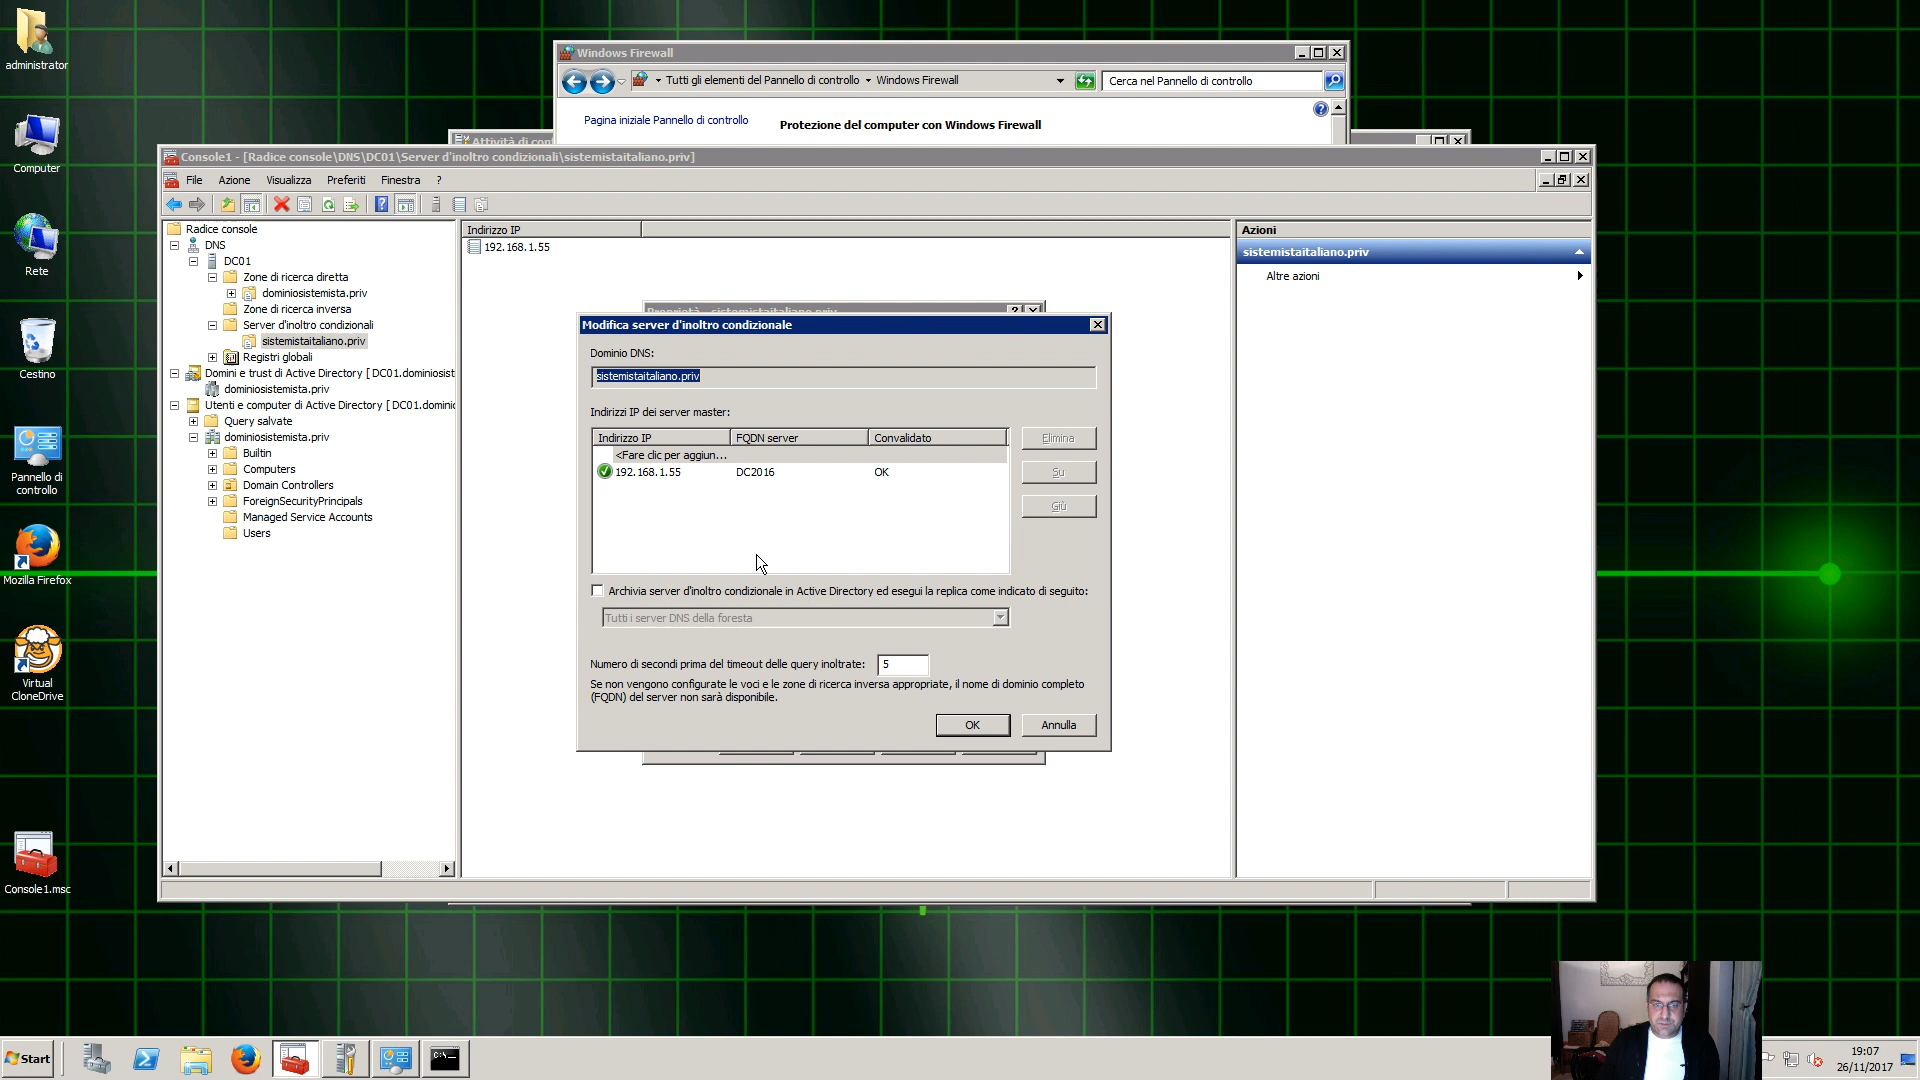 administrator
Computer
Rete
Cestino
Pannello di
controllo
Mozilla Firefox
Virtual
CloneDrive
Console1.msc
Windows Firewall
Tutti gli elementi del Pannello di controllo
Windows Firewall
Cerca nel Pannello di controllo
Pagina iniziale Pannello di controllo
Protezione del computer con Windows Firewall
Attività di con
Console1 - [Radice console\DNS\DC01\Server d'inoltro condizionali\sistemistaitaliano.priv]
File
Azione
Visualizza
Preferiti
Finestra
?
Radice console
DNS
DC01
Zone di ricerca diretta
dominiosistemista.priv
Zone di ricerca inversa
Server d'inoltro condizionali
sistemistaitaliano.priv
Registri globali
Domini e trust di Active Directory [ DC01.dominiosist
dominiosistemista.priv
Utenti e computer di Active Directory [ DC01.dominio
Query salvate
dominiosistemista.priv
Builtin
Computers
Domain Controllers
ForeignSecurityPrincipals
Managed Service Accounts
Users
Indirizzo IP
192.168.1.55
Azioni
sistemistaitaliano.priv
Altre azioni
Proprietà - sistemistaitaliano.priv
Modifica server d'inoltro condizionale
Dominio DNS:
sistemistaitaliano.priv
Indirizzi IP dei server master:
Indirizzo IP
FQDN server
Convalidato
<Fare clic per aggiun...
192.168.1.55
DC2016
OK
Elimina
Su
Giù
Archivia server d'inoltro condizionale in Active Directory ed esegui la replica come indicato di seguito:
Tutti i server DNS della foresta
Numero di secondi prima del timeout delle query inoltrate:
5
Se non vengono configurate le voci e le zone di ricerca inversa appropriate, il nome di dominio completo
(FQDN) del server non sarà disponibile.
OK
Annulla
Start
19:07
26/11/2017